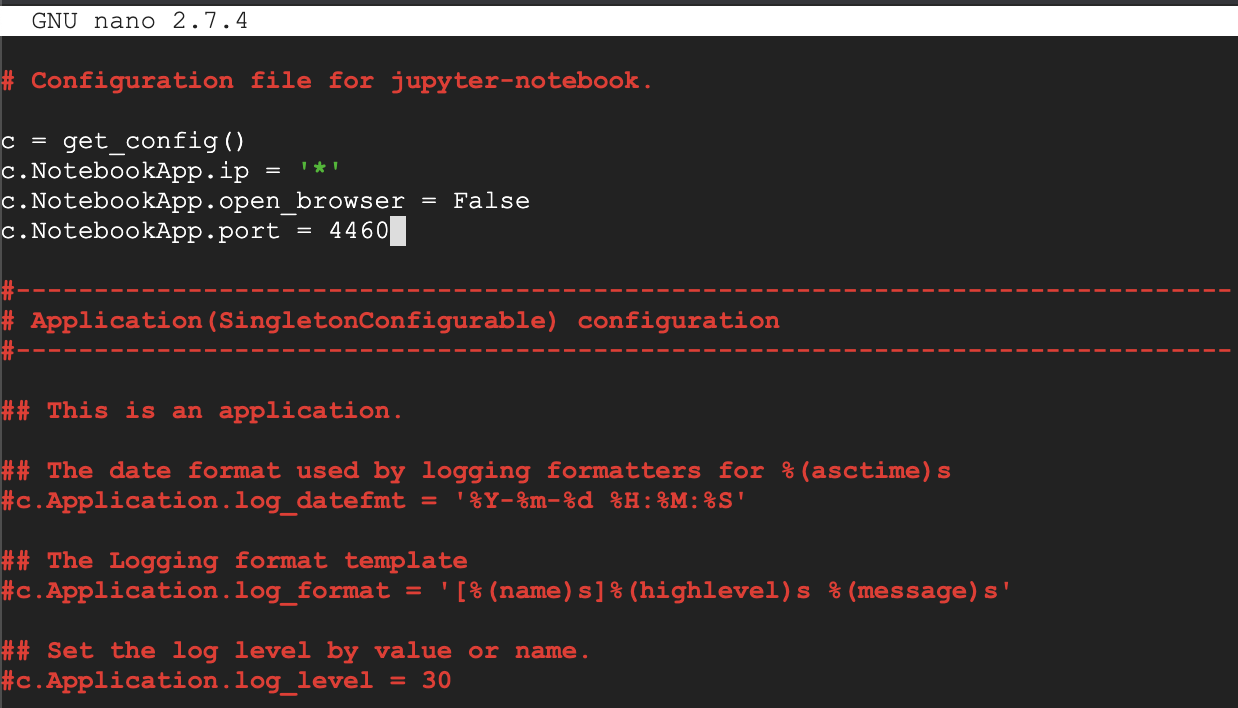 GNU nano 2.7.4
# Configuration file for jupyter-notebook.
c = get_config()
c.NotebookApp.ip = '*'
c.NotebookApp.open_browser = False
c.NotebookApp.port = 4460
#------------------------------------------------------------------------------
# Application(SingletonConfigurable) configuration
#------------------------------------------------------------------------------
## This is an application.
## The date format used by logging formatters for %(asctime)s
#c.Application.log_datefmt = '%Y-%m-%d %H:%M:%S'
## The Logging format template
#c.Application.log_format = '[%(name)s]%(highlevel)s %(message)s'
## Set the log level by value or name.
#c.Application.log_level = 30